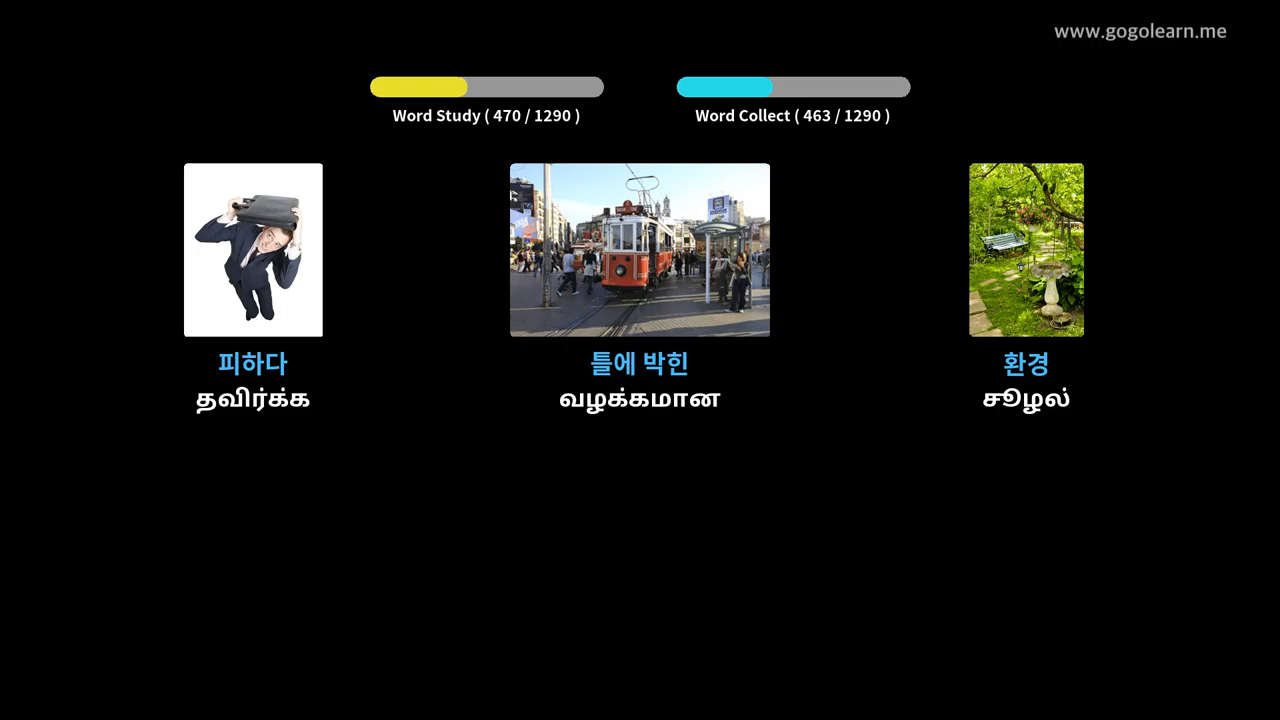 www.gogolearn.me
Word Study ( 470 / 1290 )
Word Collect ( 463 / 1290 )
피하다
தவிர்க்க
틀에 박힌
வழக்கமான
환경
சூழல்